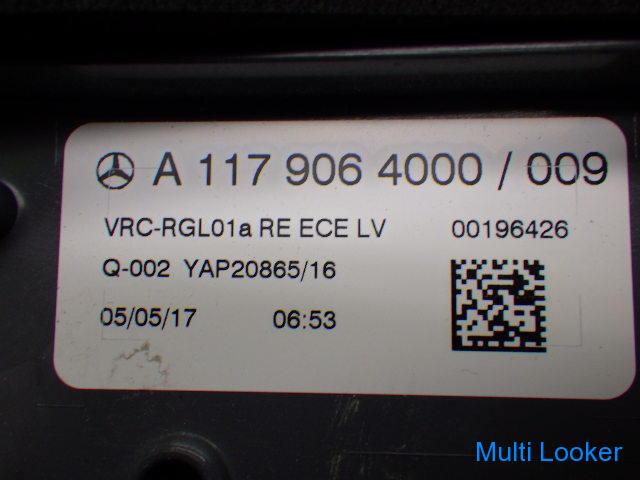 A 117 906 4000 / 009
VRC-RGL01a RE ECE LV 00196426
Q-002 YAP20865/16
05/05/17 06:53
Multi Looker